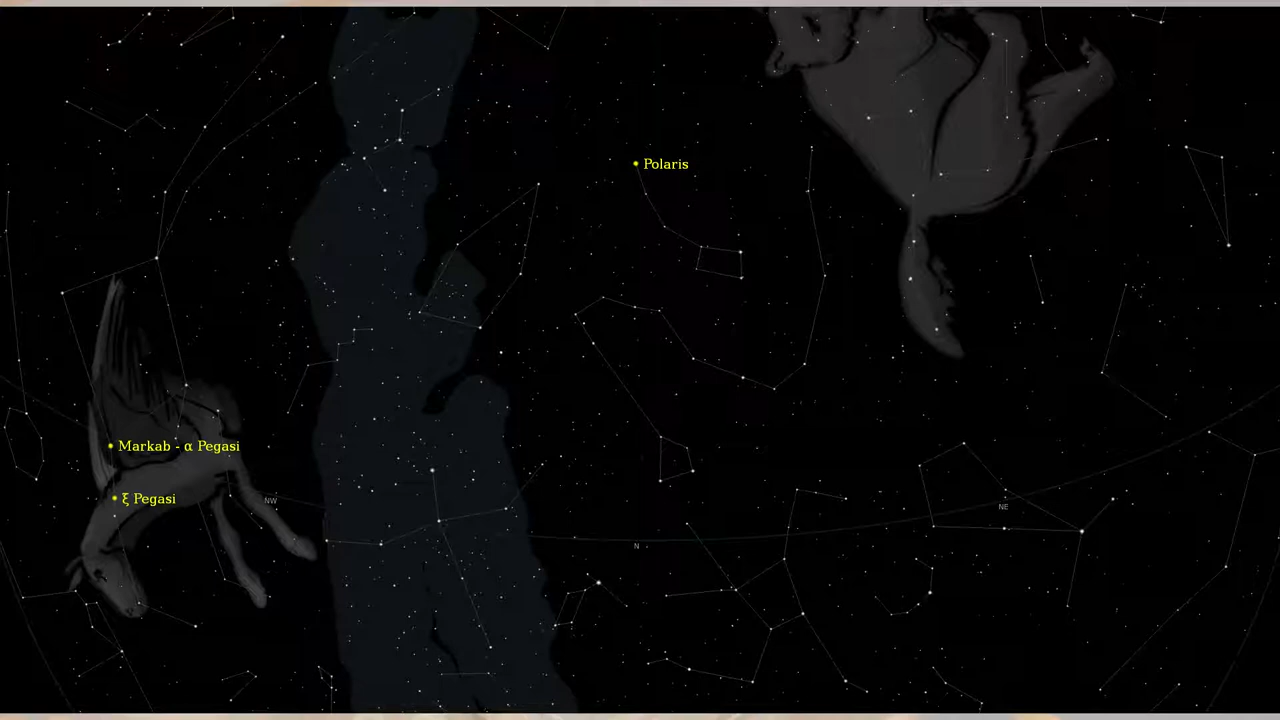 Polaris
Markab - α Pegasi
ξ Pegasi
NW
NE
N